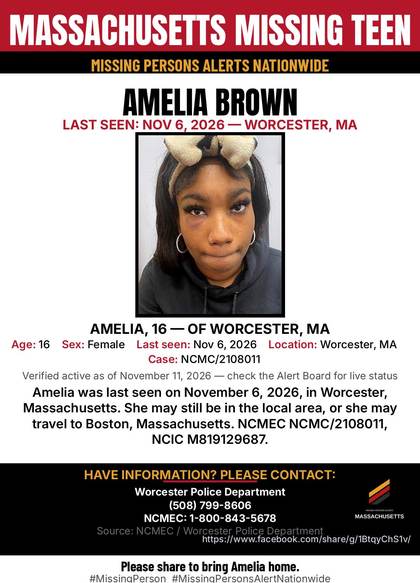 MASSACHUSETTS MISSING TEEN
MISSING PERSONS ALERTS NATIONWIDE
AMELIA BROWN
LAST SEEN: NOV 6, 2026 — WORCESTER, MA
AMELIA, 16 — OF WORCESTER, MA
Age: 16 Sex: Female Last seen: Nov 6, 2026 Location: Worcester, MA
Case: NCMC/2108011
Verified active as of November 11, 2026 — check the Alert Board for live status
Amelia was last seen on November 6, 2026, in Worcester,
Massachusetts. She may still be in the local area, or she may
travel to Boston, Massachusetts. NCMEC NCMC/2108011,
NCIC M819129687.
HAVE INFORMATION? PLEASE CONTACT:
Worcester Police Department
(508) 799-8606
NCMEC: 1-800-843-5678
Source: NCMEC / Worcester Police Department
https://www.facebook.com/share/g/1BtqyChS1v/
MASSACHUSETTS
Please share to bring Amelia home.
#MissingPerson #MissingPersonsAlertNationwide